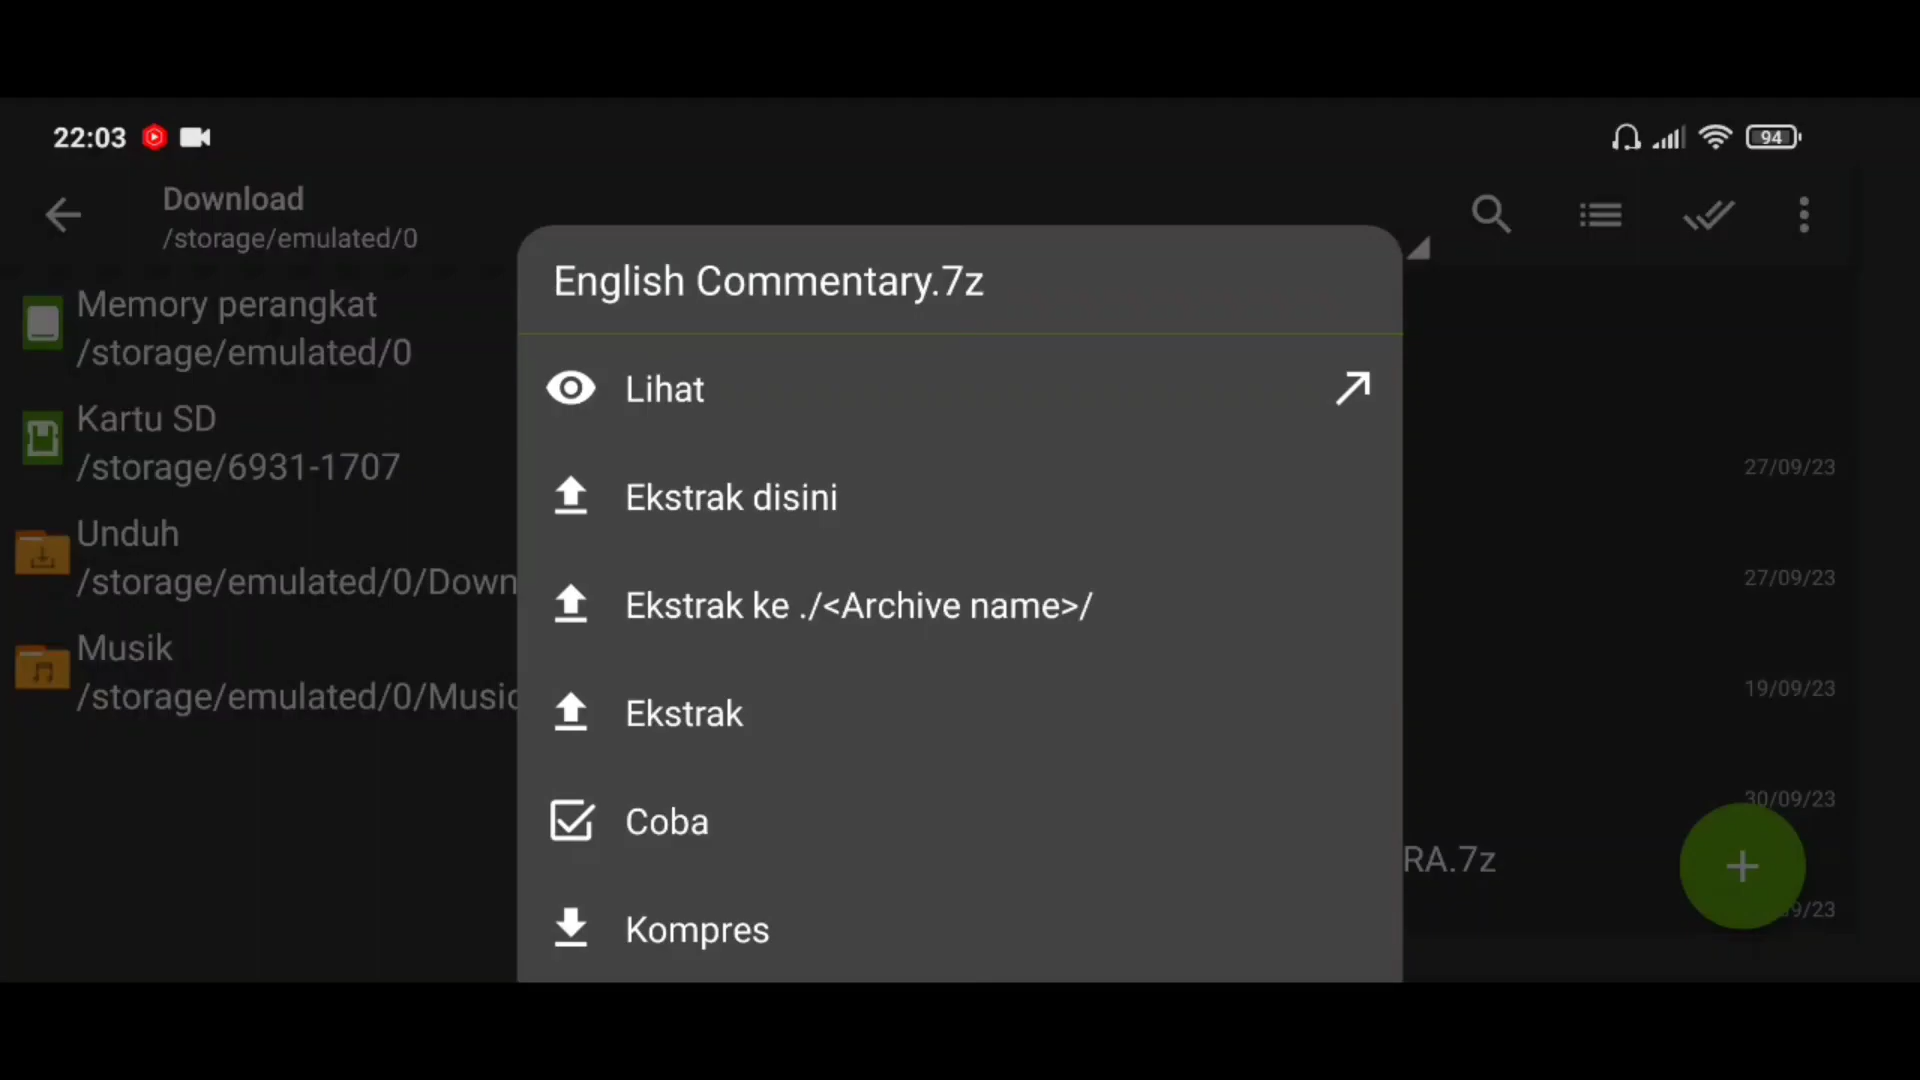 22:03
94
Download
/storage/emulated/0
Memory perangkat
/storage/emulated/0
Kartu SD
/storage/6931-1707
Unduh
/storage/emulated/0/Down
Musik
/storage/emulated/0/Music
English Commentary.7z
Lihat
Ekstrak disini
Ekstrak ke ./<Archive name>/
Ekstrak
Coba
Kompres
27/09/23
27/09/23
19/09/23
30/09/23
RA.7z
9/23